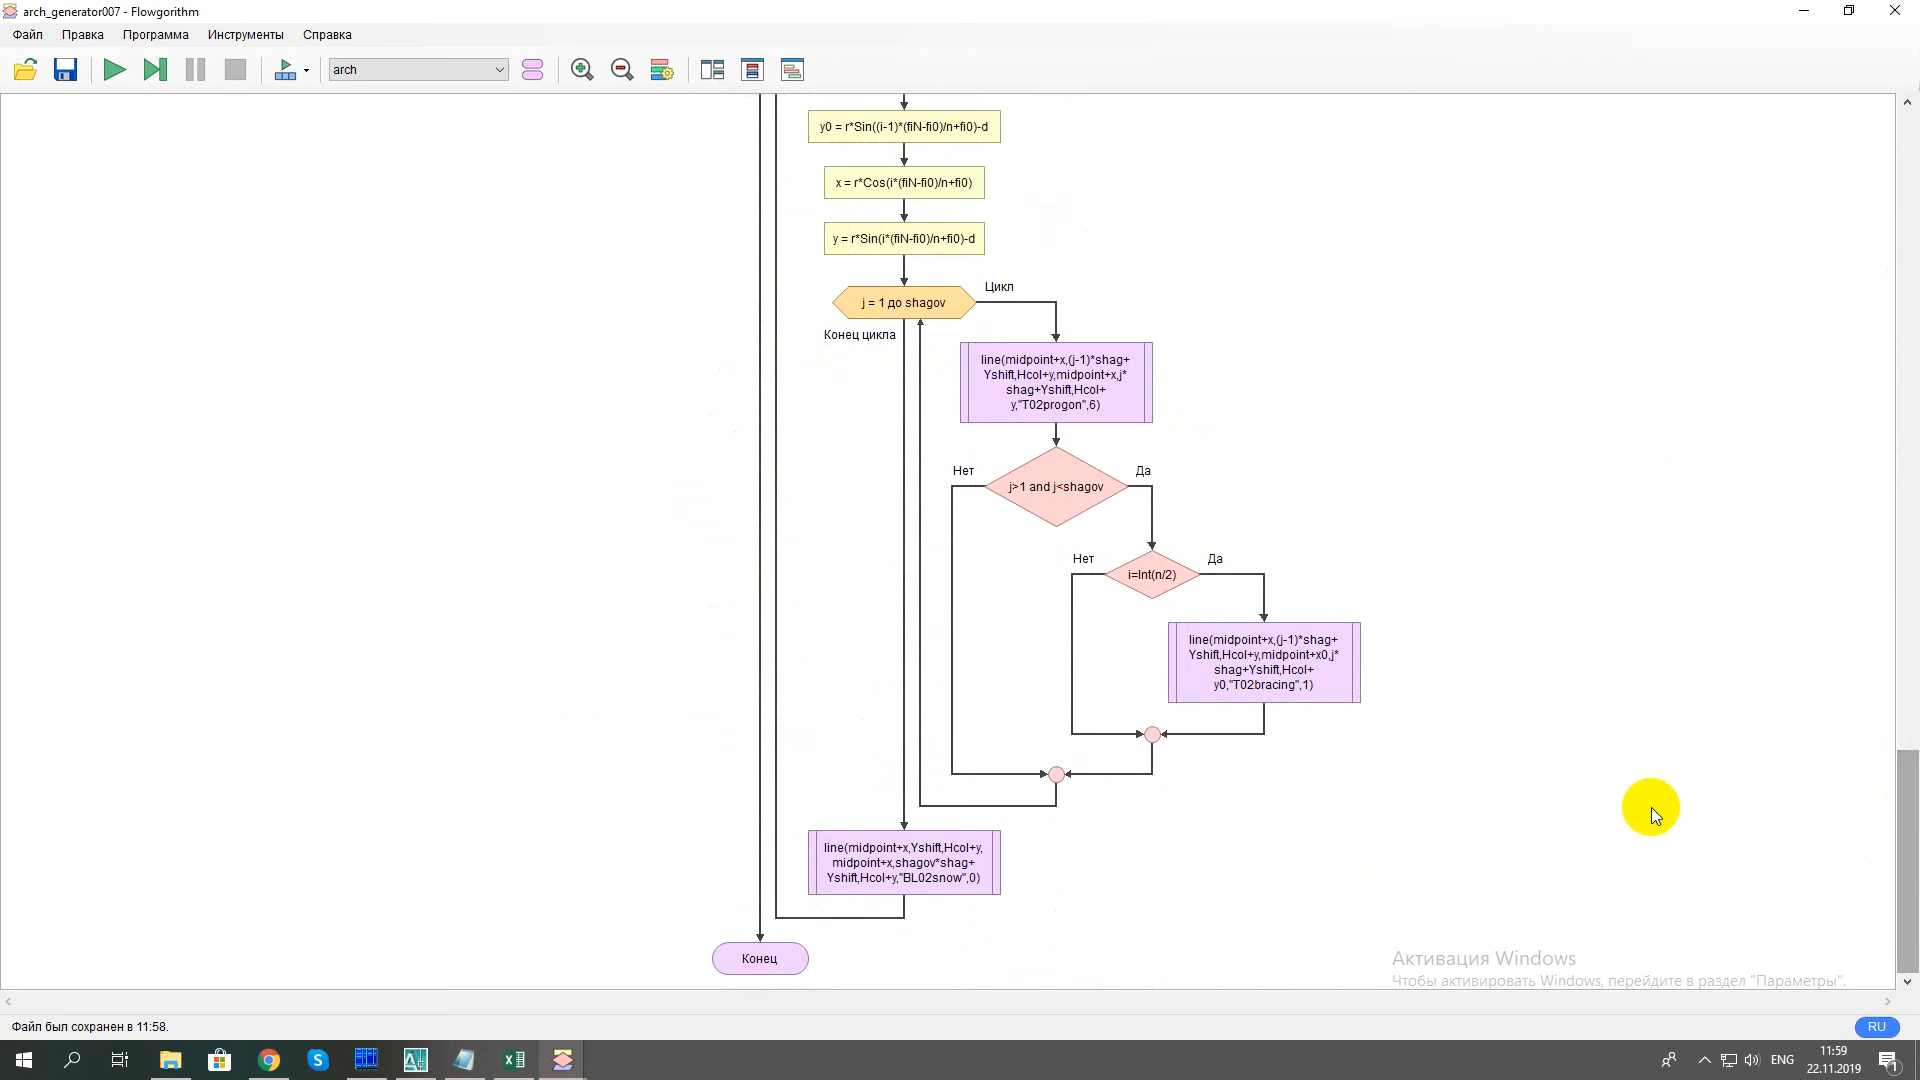 arch_generator007 - Flowgorithm
Файл Правка Программа Инструменты Справка
arch
y0 = r*Sin((i-1)*(fiN-fi0)/n+fi0)-d
x = r*Cos(i*(fiN-fi0)/n+fi0)
y = r*Sin(i*(fiN-fi0)/n+fi0)-d
Цикл
j = 1 до shagov
Конец цикла
line(midpoint+x,(j-1)*shag+
Yshift,Hcol+y,midpoint+x,j*
shag+Yshift,Hcol+
y,"T02progon",6)
Нет
Да
j>1 and j<shagov
Нет
Да
i=Int(n/2)
line(midpoint+x,(j-1)*shag+
Yshift,Hcol+y,midpoint+x0,j*
shag+Yshift,Hcol+
y0,"T02bracing",1)
line(midpoint+x,Yshift,Hcol+y,
midpoint+x,shagov*shag+
Yshift,Hcol+y,"BL02snow",0)
Конец
Активация Windows
Чтобы активировать Windows, перейдите в раздел "Параметры".
Файл был сохранен в 11:58.
RU
ENG
11:59
22.11.2019
1